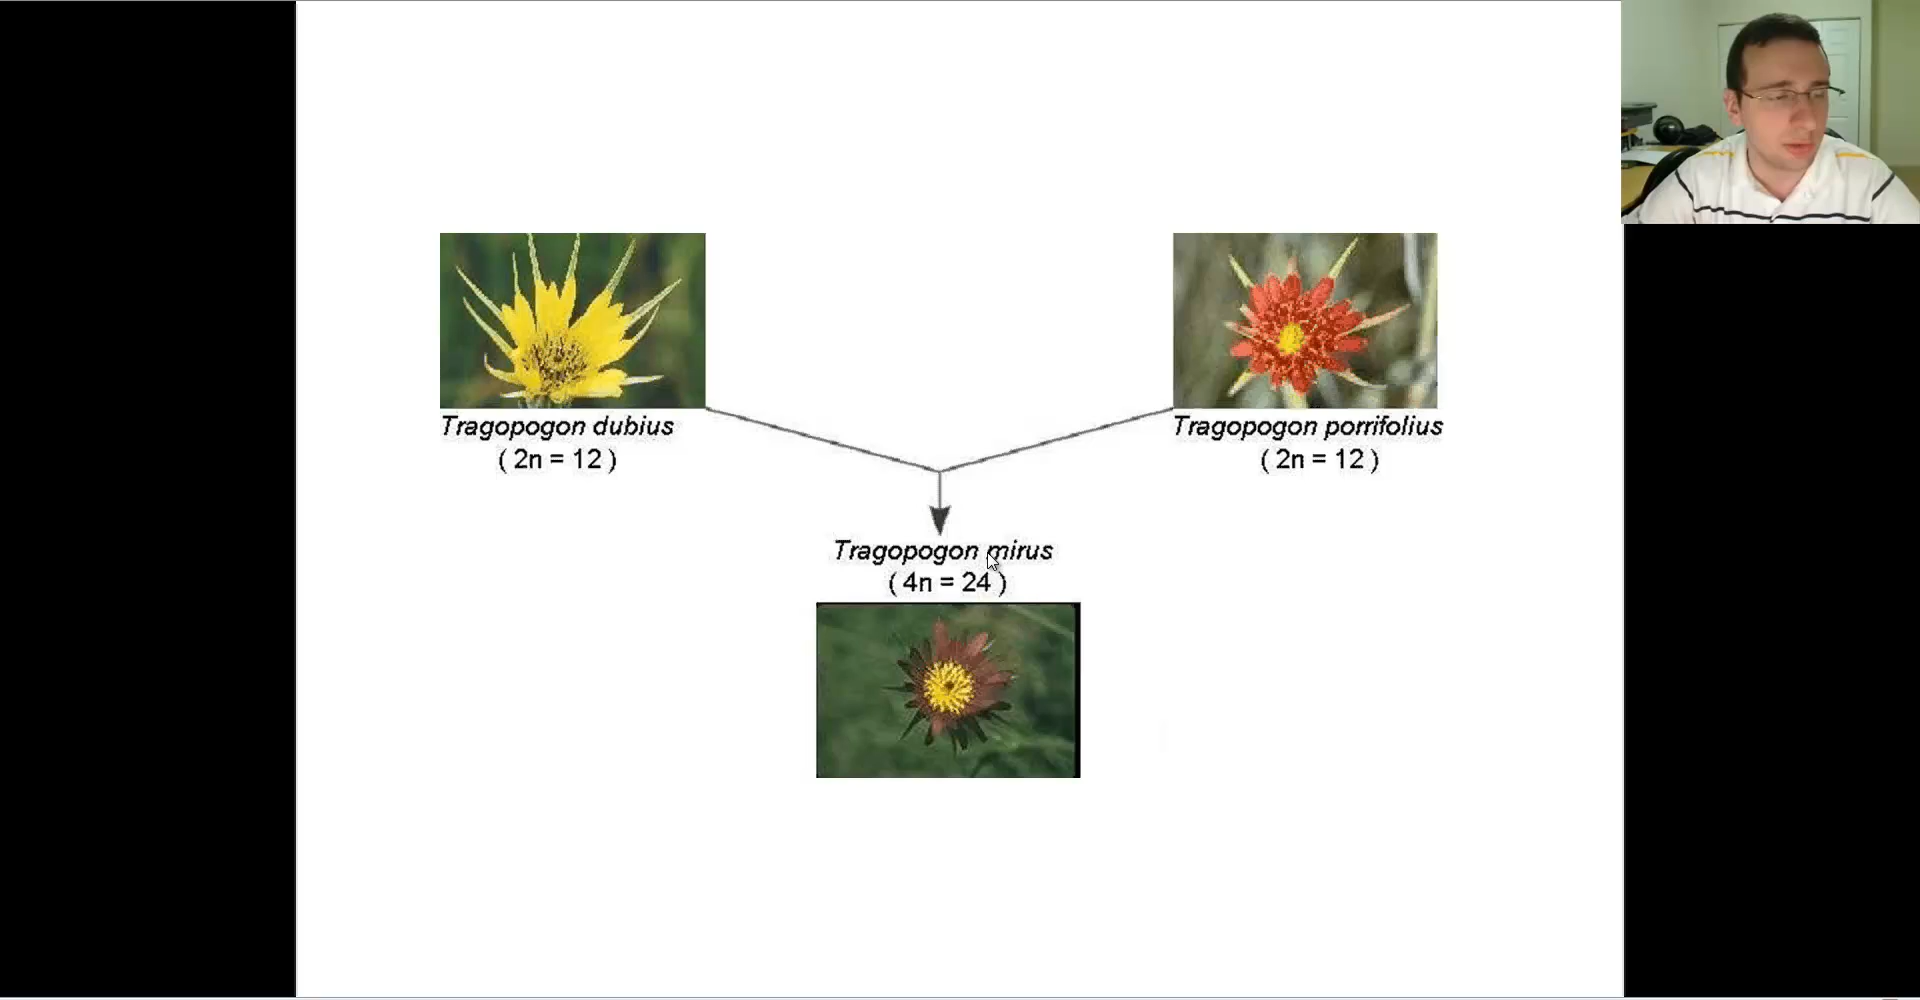 Tragopogon dubius
( 2n = 12 )
Tragopogon porrifolius
( 2n = 12 )
Tragopogon mirus
( 4n = 24 )